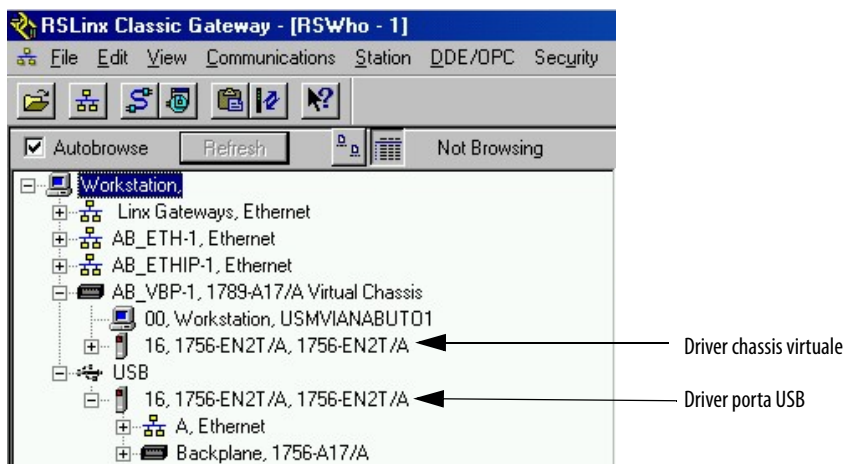 RSLinx Classic Gateway - [RSWho - 1]
File Edit View Communications Station DDE/OPC Security
Autobrowse Refresh Not Browsing
Workstation,
Linx Gateways, Ethernet
AB_ETH-1, Ethernet
AB_ETHIP-1, Ethernet
AB_VBP-1, 1789-A17/A Virtual Chassis
00, Workstation, USMVIANABUTO1
16, 1756-EN2T/A, 1756-EN2T/A Driver chassis virtuale
USB
16, 1756-EN2T/A, 1756-EN2T/A Driver porta USB
A, Ethernet
Backplane, 1756-A17/A